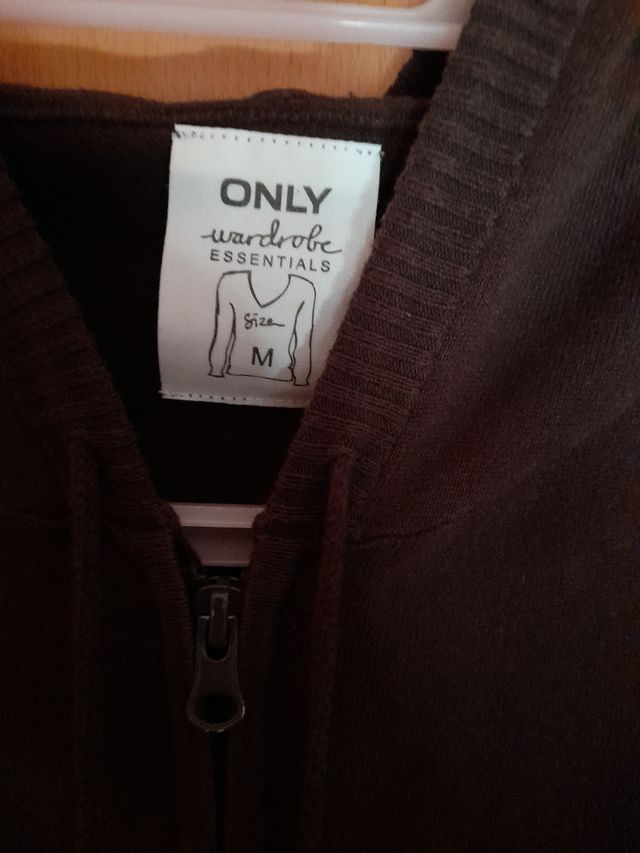 ONLY
wardrobe
ESSENTIALS
size
M